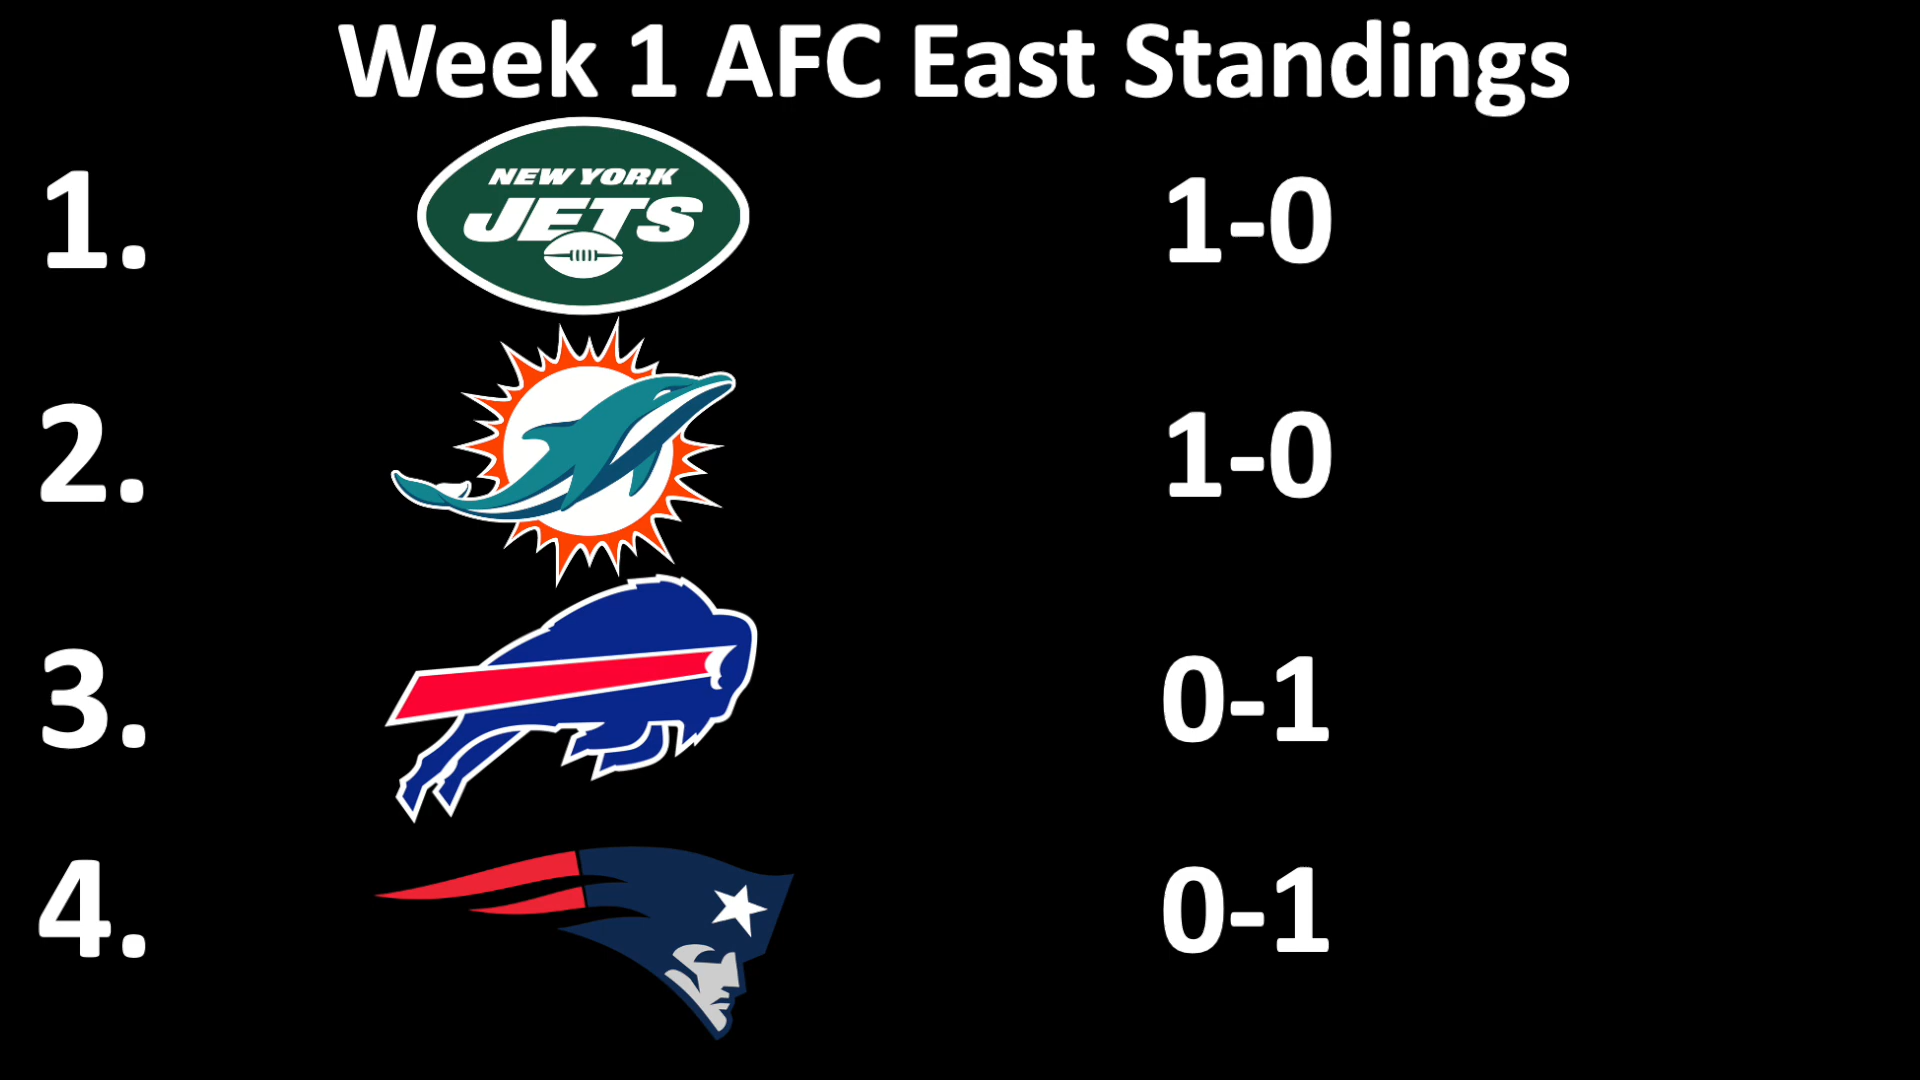 Week 1 AFC East Standings
1. NEW YORK JETS 1-0
2. 1-0
3. 0-1
4. 0-1